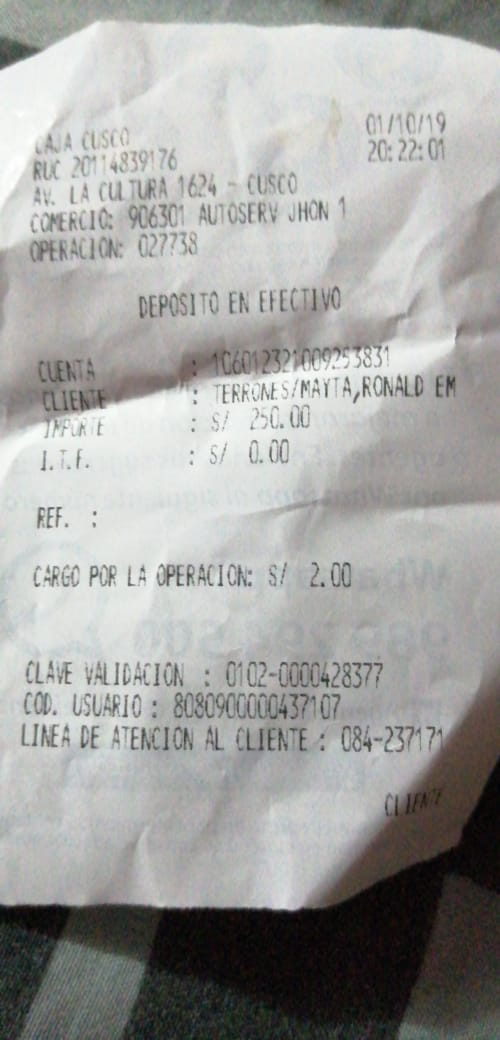 CAJA CUSCO 01/10/19
RUC 20114839176 20:22:01
AV. LA CULTURA 1624 - CUSCO
COMERCIO: 906301 AUTOSERV JHON 1
OPERACION: 027738
DEPOSITO EN EFECTIVO
CUENTA : 106012321009253831
CLIENTE : TERRONES/MAYTA,RONALD EM
IMPORTE : S/ 250.00
I.T.F. : S/ 0.00
REF. :
CARGO POR LA OPERACION: S/ 2.00
CLAVE VALIDACION : 0102-0000428377
COD. USUARIO : 8080900000437107
LINEA DE ATENCION AL CLIENTE : 084-237171
CLIENTE